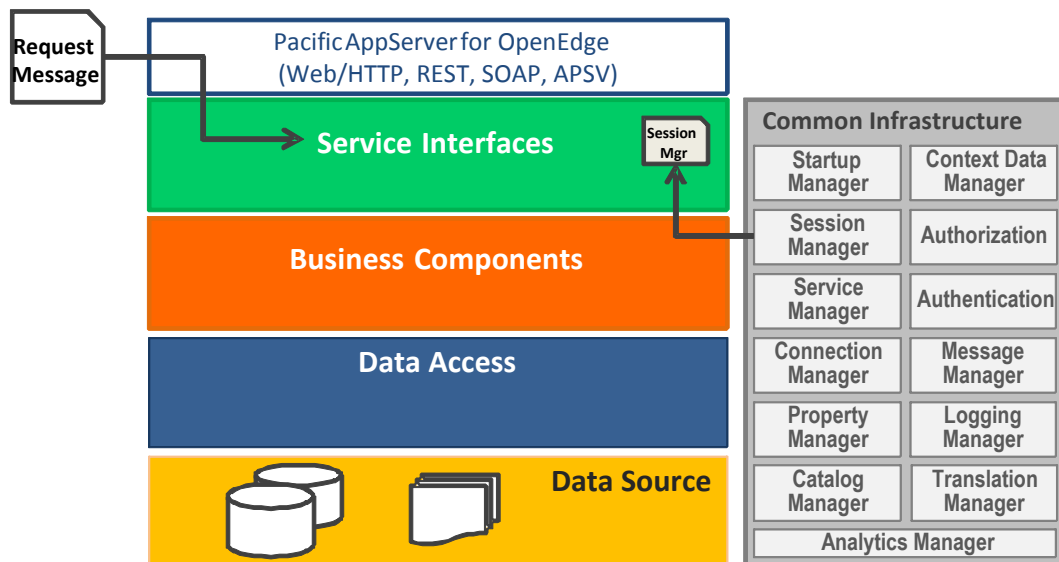 Request
Message
Pacific AppServer for OpenEdge
(Web/HTTP, REST, SOAP, APSV)
Service Interfaces
Session
Mgr
Business Components
Data Access
Data Source
Common Infrastructure
Startup
Manager
Context Data
Manager
Session
Manager
Authorization
Service
Manager
Authentication
Connection
Manager
Message
Manager
Property
Manager
Logging
Manager
Catalog
Manager
Translation
Manager
Analytics Manager